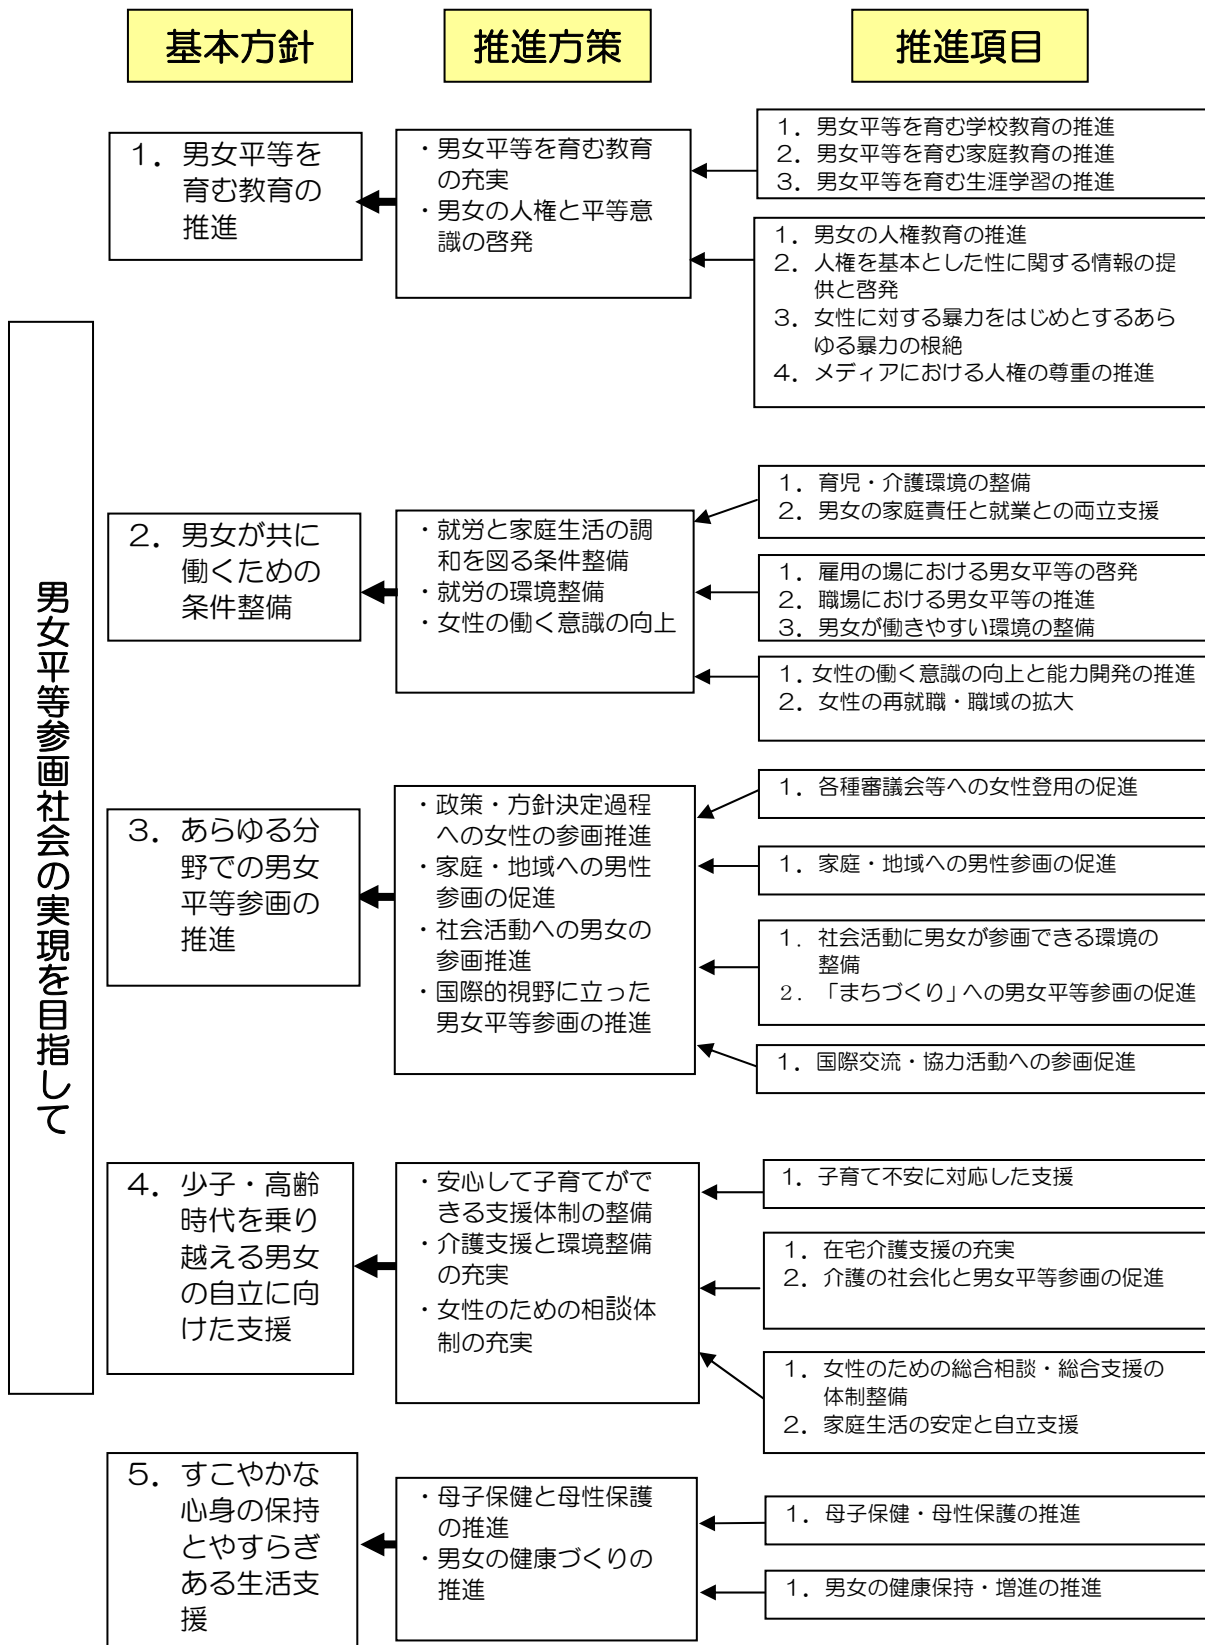 基本方針
推進方策
推進項目
男女平等参画社会の実現を目指して
１．男女平等を
育む教育の
推進
・男女平等を育む教育
の充実
・男女の人権と平等意
識の啓発
１．男女平等を育む学校教育の推進
２．男女平等を育む家庭教育の推進
３．男女平等を育む生涯学習の推進
１．男女の人権教育の推進
２．人権を基本とした性に関する情報の提
供と啓発
３．女性に対する暴力をはじめとするあら
ゆる暴力の根絶
４．メディアにおける人権の尊重の推進
２．男女が共に
働くための
条件整備
・就労と家庭生活の調
和を図る条件整備
・就労の環境整備
・女性の働く意識の向上
１．育児・介護環境の整備
２．男女の家庭責任と就業との両立支援
１．雇用の場における男女平等の啓発
２．職場における男女平等の推進
３．男女が働きやすい環境の整備
１．女性の働く意識の向上と能力開発の推進
２．女性の再就職・職域の拡大
３．あらゆる分
野での男女
平等参画の
推進
・政策・方針決定過程
への女性の参画推進
・家庭・地域への男性
参画の促進
・社会活動への男女の
参画推進
・国際的視野に立った
男女平等参画の推進
１．各種審議会等への女性登用の促進
１．家庭・地域への男性参画の促進
１．社会活動に男女が参画できる環境の
整備
２．「まちづくり」への男女平等参画の促進
１．国際交流・協力活動への参画促進
４．少子・高齢
時代を乗り
越える男女
の自立に向
けた支援
・安心して子育てがで
きる支援体制の整備
・介護支援と環境整備
の充実
・女性のための相談体
制の充実
１．子育て不安に対応した支援
１．在宅介護支援の充実
２．介護の社会化と男女平等参画の促進
１．女性のための総合相談・総合支援の
体制整備
２．家庭生活の安定と自立支援
５．すこやかな
心身の保持
とやすらぎ
ある生活支
援
・母子保健と母性保護
の推進
・男女の健康づくりの
推進
１．母子保健・母性保護の推進
１．男女の健康保持・増進の推進